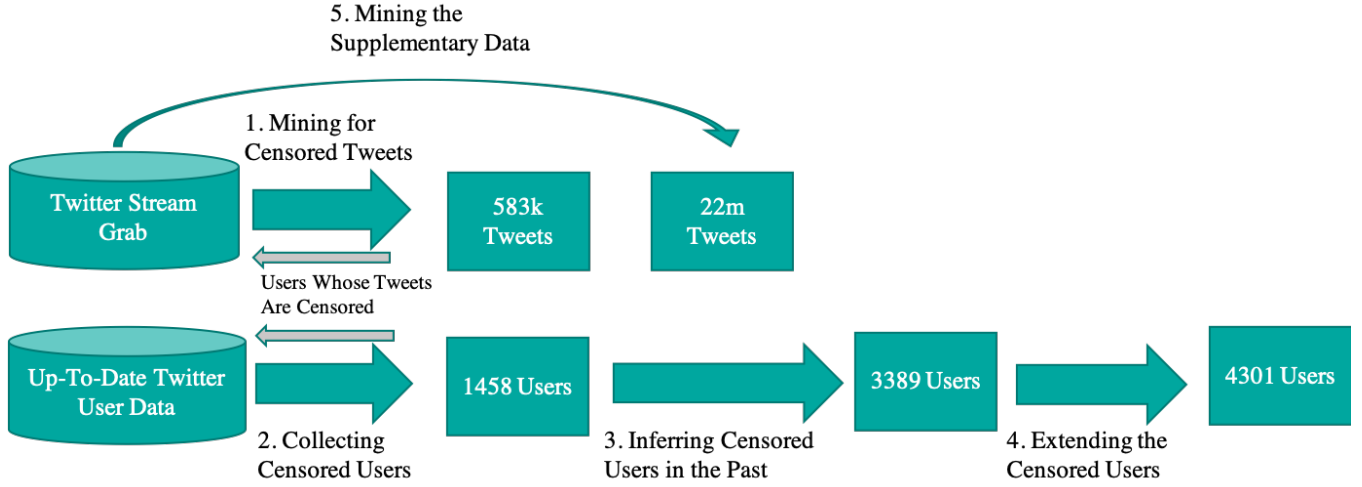 5. Mining the
Supplementary Data
1. Mining for
Censored Tweets
Twitter Stream
Grab
583k
Tweets
22m
Tweets
Users Whose Tweets
Are Censored
Up-To-Date Twitter
User Data
1458 Users
3389 Users
4301 Users
2. Collecting
Censored Users
3. Inferring Censored
Users in the Past
4. Extending the
Censored Users